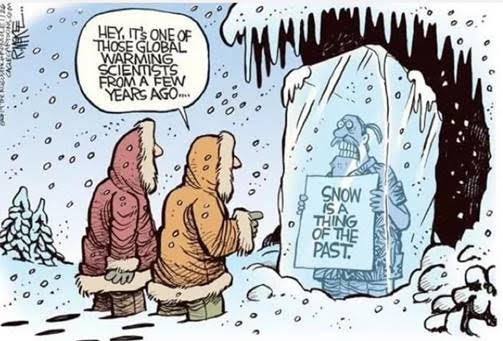 HEY, IT'S ONE OF
THOSE GLOBAL
WARMING
SCIENTISTS
FROM A FEW
YEARS AGO....
SNOW
IS A
THING
OF THE
PAST.